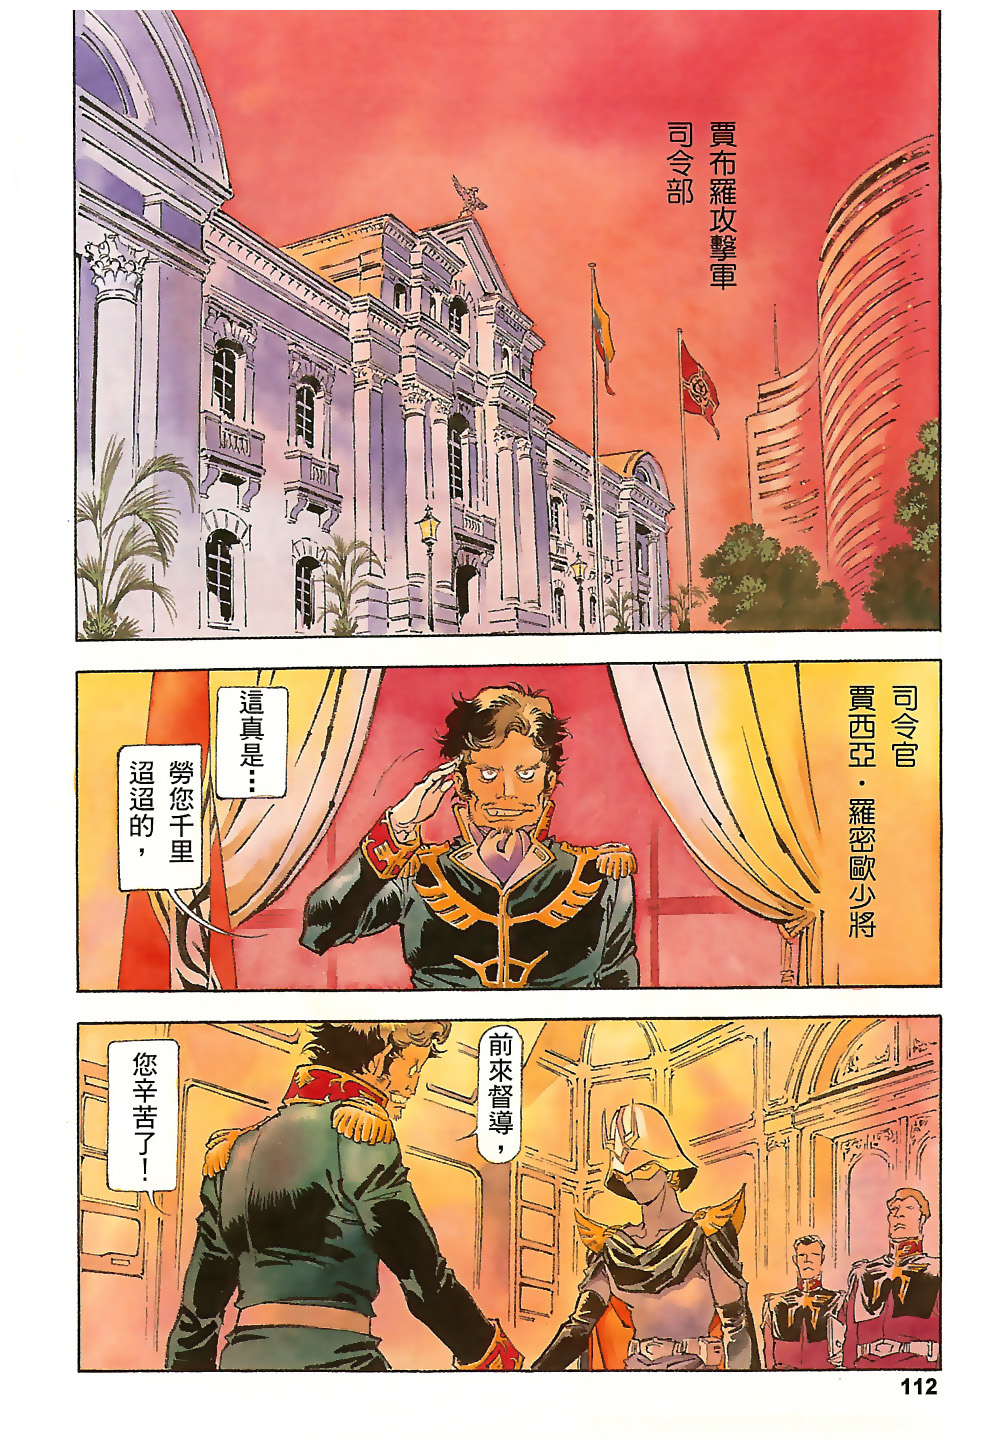 賈布羅攻擊軍
司令部
司令官
賈西亞・羅密歐少將
這真是…
勞您千里
迢迢的，
前來督導，
您辛苦了！
112